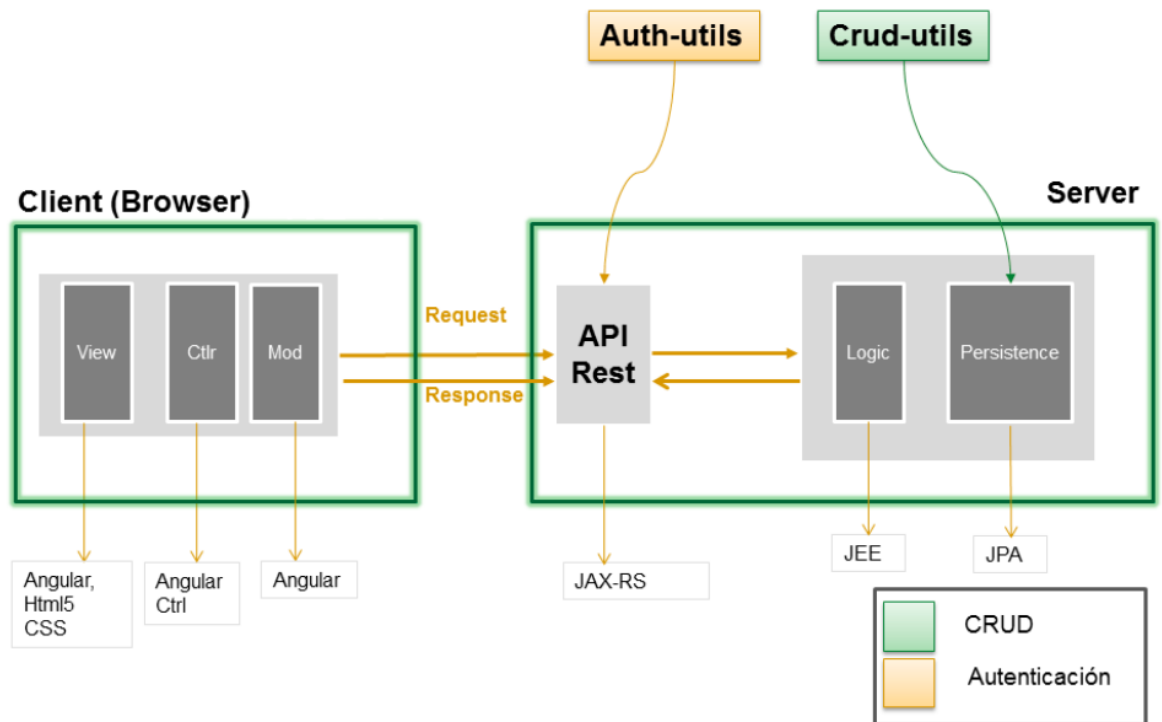 Auth-utils
Crud-utils
Client (Browser)
Server
View
Ctlr
Mod
Request
Response
API
Rest
Logic
Persistence
Angular,
Html5
CSS
Angular
Ctrl
Angular
JAX-RS
JEE
JPA
CRUD
Autenticación